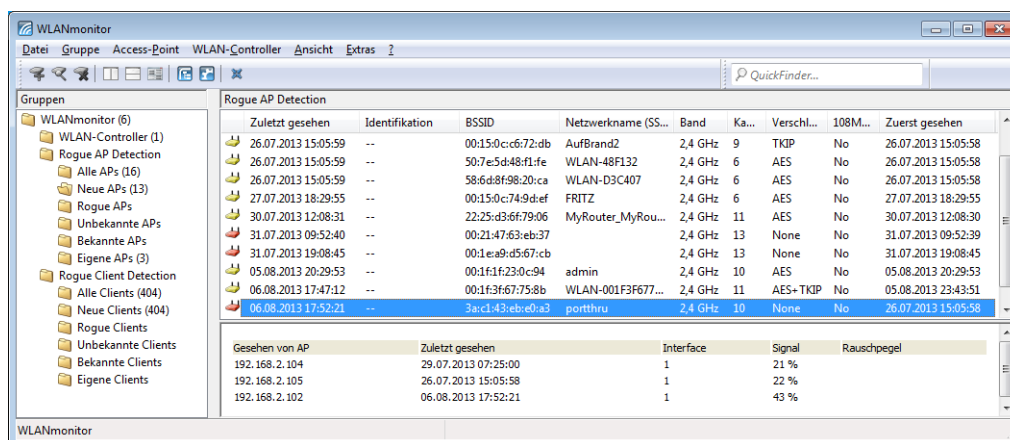 WLANmonitor
Datei Gruppe Access-Point WLAN-Controller Ansicht Extras ?
QuickFinder...
Gruppen
WLANmonitor (6)
WLAN-Controller (1)
Rogue AP Detection
Alle APs (16)
Neue APs (13)
Rogue APs
Unbekannte APs
Bekannte APs
Eigene APs (3)
Rogue Client Detection
Alle Clients (404)
Neue Clients (404)
Rogue Clients
Unbekannte Clients
Bekannte Clients
Eigene Clients
Rogue AP Detection
Zuletzt gesehen Identifikation BSSID Netzwerkname (SS... Band Ka... Verschl... 108M... Zuerst gesehen
26.07.2013 15:05:59 -- 00:15:0c:c6:72:db AufBrand2 2,4 GHz 9 TKIP No 26.07.2013 15:05:58
26.07.2013 15:05:59 -- 50:7e:5d:48:f1:fe WLAN-48F132 2,4 GHz 6 AES No 26.07.2013 15:05:58
26.07.2013 15:05:59 -- 58:6d:8f:98:20:ca WLAN-D3C407 2,4 GHz 6 AES No 26.07.2013 15:05:58
27.07.2013 18:29:55 -- 00:15:0c:74:9d:ef FRITZ 2,4 GHz 6 AES No 27.07.2013 18:29:55
30.07.2013 12:08:31 -- 22:25:d3:6f:79:06 MyRouter_MyRou... 2,4 GHz 11 AES No 30.07.2013 12:08:30
31.07.2013 09:52:40 -- 00:21:47:63:eb:37 2,4 GHz 13 None No 31.07.2013 09:52:39
31.07.2013 19:08:45 -- 00:1e:a9:d5:67:cb 2,4 GHz 13 None No 31.07.2013 19:08:45
05.08.2013 20:29:53 -- 00:1f:1f:23:0c:94 admin 2,4 GHz 10 AES No 05.08.2013 20:29:53
06.08.2013 17:47:12 -- 00:1f:3f:67:75:8b WLAN-001F3F677... 2,4 GHz 11 AES+TKIP No 05.08.2013 23:43:51
06.08.2013 17:52:21 -- 3a:c1:43:eb:e0:a3 portthru 2,4 GHz 10 None No 26.07.2013 15:05:58
Gesehen von AP Zuletzt gesehen Interface Signal Rauschpegel
192.168.2.104 29.07.2013 07:25:00 1 21 %
192.168.2.105 26.07.2013 15:05:58 1 22 %
192.168.2.102 06.08.2013 17:52:21 1 43 %
WLANmonitor